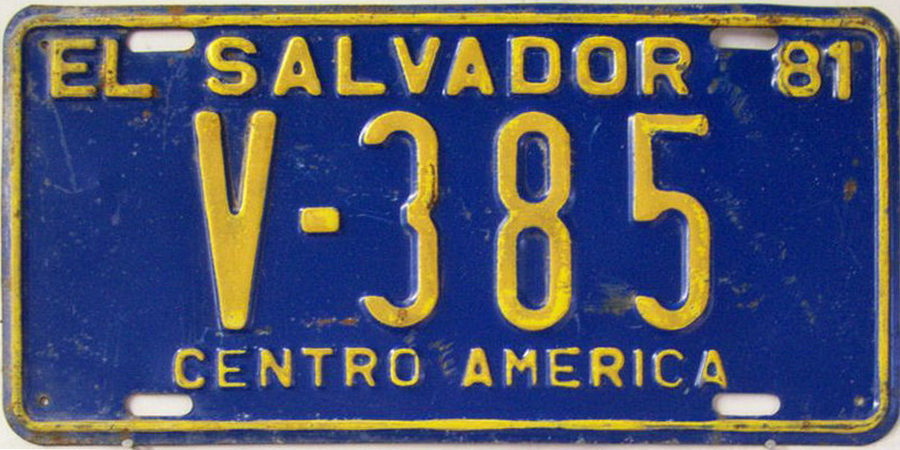 EL SALVADOR 81
V-385
CENTRO AMERICA